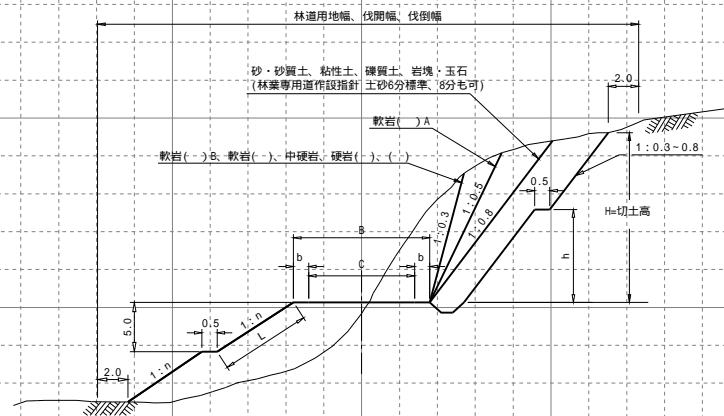 林道用地幅、伐開幅、伐倒幅
砂・砂質土、粘性土、礫質土、岩塊・玉石
(林業専用道作設指針 土砂6分標準、8分も可)
2.0
軟岩( )A
軟岩( )B、軟岩( )、中硬岩、硬岩( )、( )
1:0.3~0.8
0.5
1:0.3
1:0.5
1:0.8
H=切土高
B
b
C
b
h
5.0
0.5
1:n
L
1:n
2.0